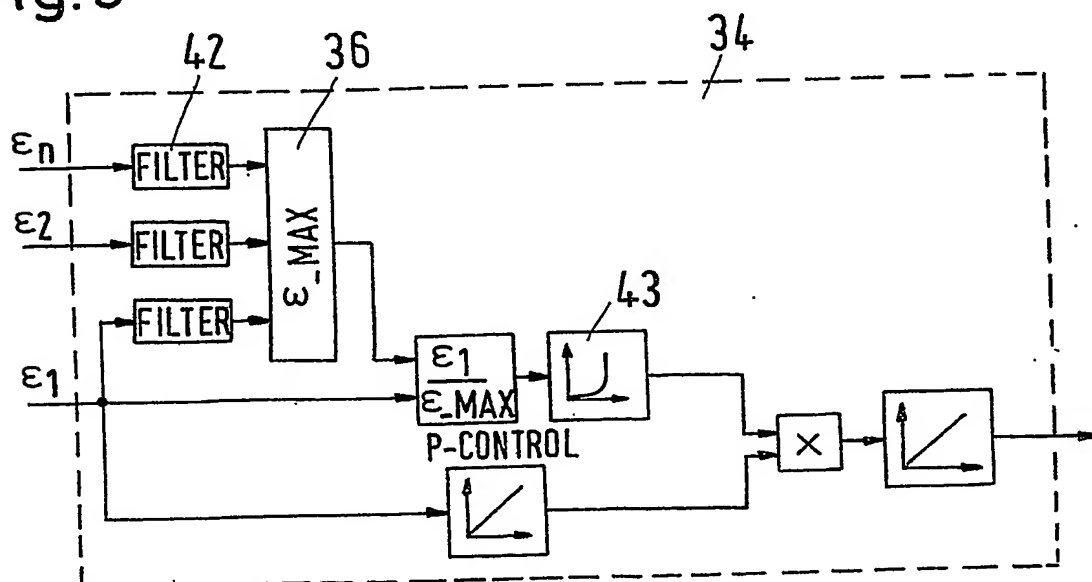 42
36
34
εn
FILTER
ε2
FILTER
ε_MAX
FILTER
43
ε1
ε1
ε_MAX
P-CONTROL
×